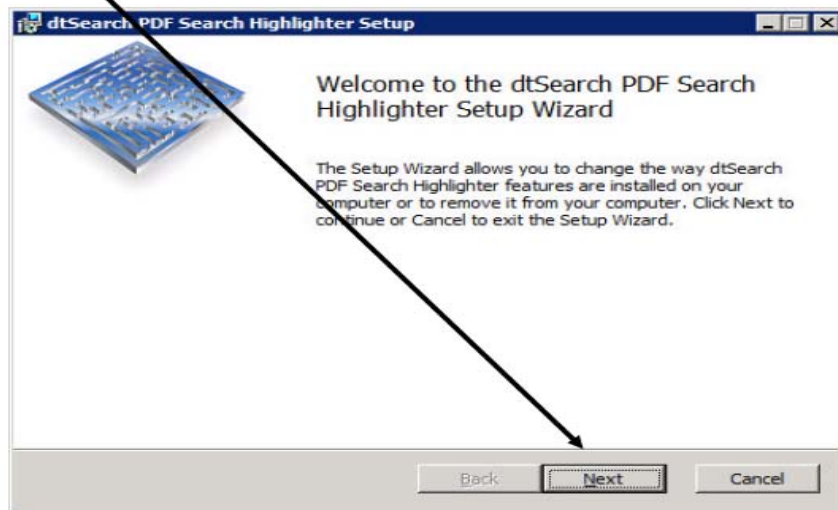 dtSearch PDF Search Highlighter Setup
Welcome to the dtSearch PDF Search
Highlighter Setup Wizard
The Setup Wizard allows you to change the way dtSearch
PDF Search Highlighter features are installed on your
computer or to remove it from your computer. Click Next to
continue or Cancel to exit the Setup Wizard.
Back Next Cancel